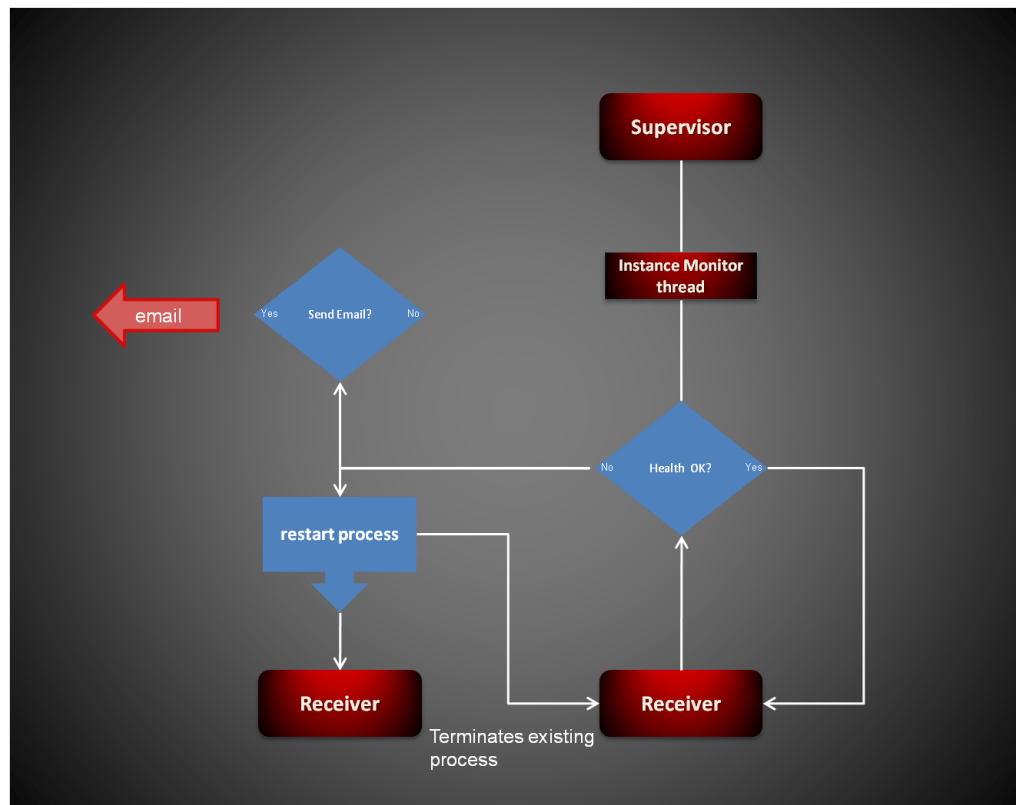 Supervisor
Instance Monitor
thread
email
Yes
Send Email?
No
No
Health OK?
Yes
restart process
Receiver
Receiver
Terminates existing
process